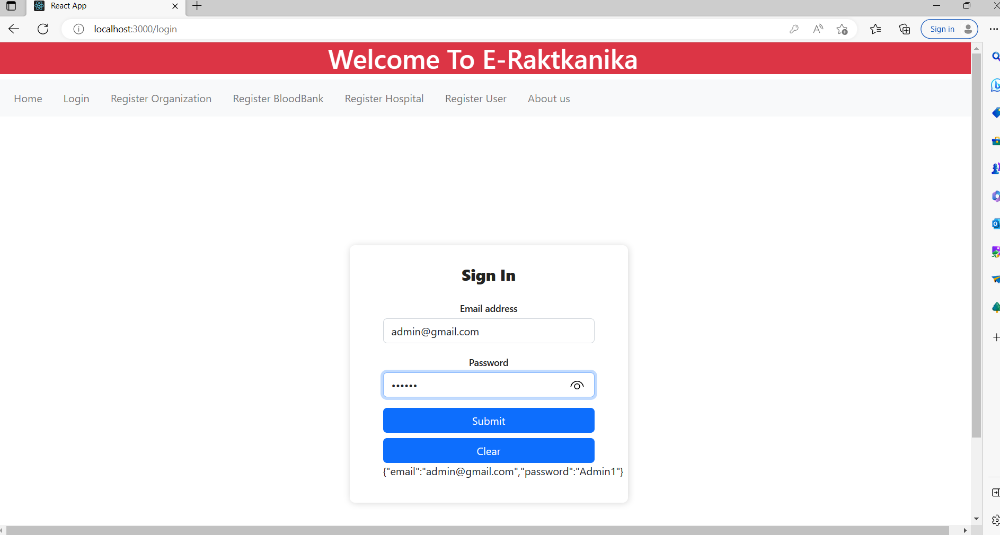 React App
localhost:3000/login
Sign in
Welcome To E-Raktkanika
Home Login Register Organization Register BloodBank Register Hospital Register User About us
Sign In
Email address
admin@gmail.com
Password
••••••
Submit
Clear
{"email":"admin@gmail.com","password":"Admin1"}